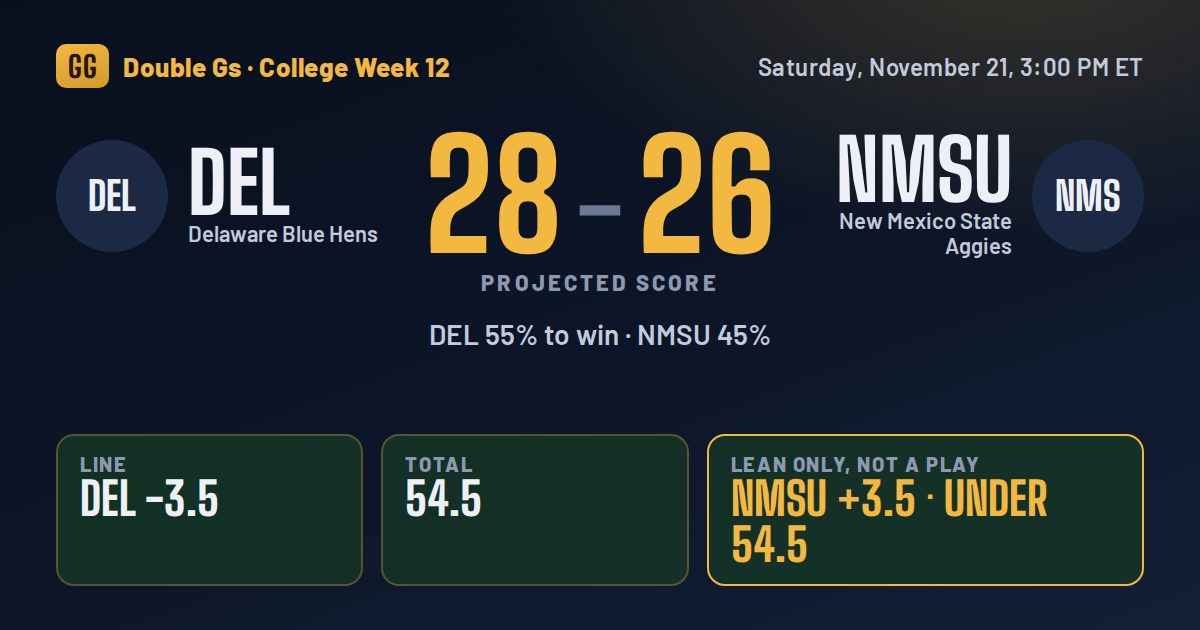 GG
Double Gs · College Week 12
Saturday, November 21, 3:00 PM ET
DEL
DEL
Delaware Blue Hens
28 – 26
PROJECTED SCORE
DEL 55% to win · NMSU 45%
NMSU
New Mexico State
Aggies
NMS
LINE
DEL -3.5
TOTAL
54.5
LEAN ONLY, NOT A PLAY
NMSU +3.5 · UNDER
54.5